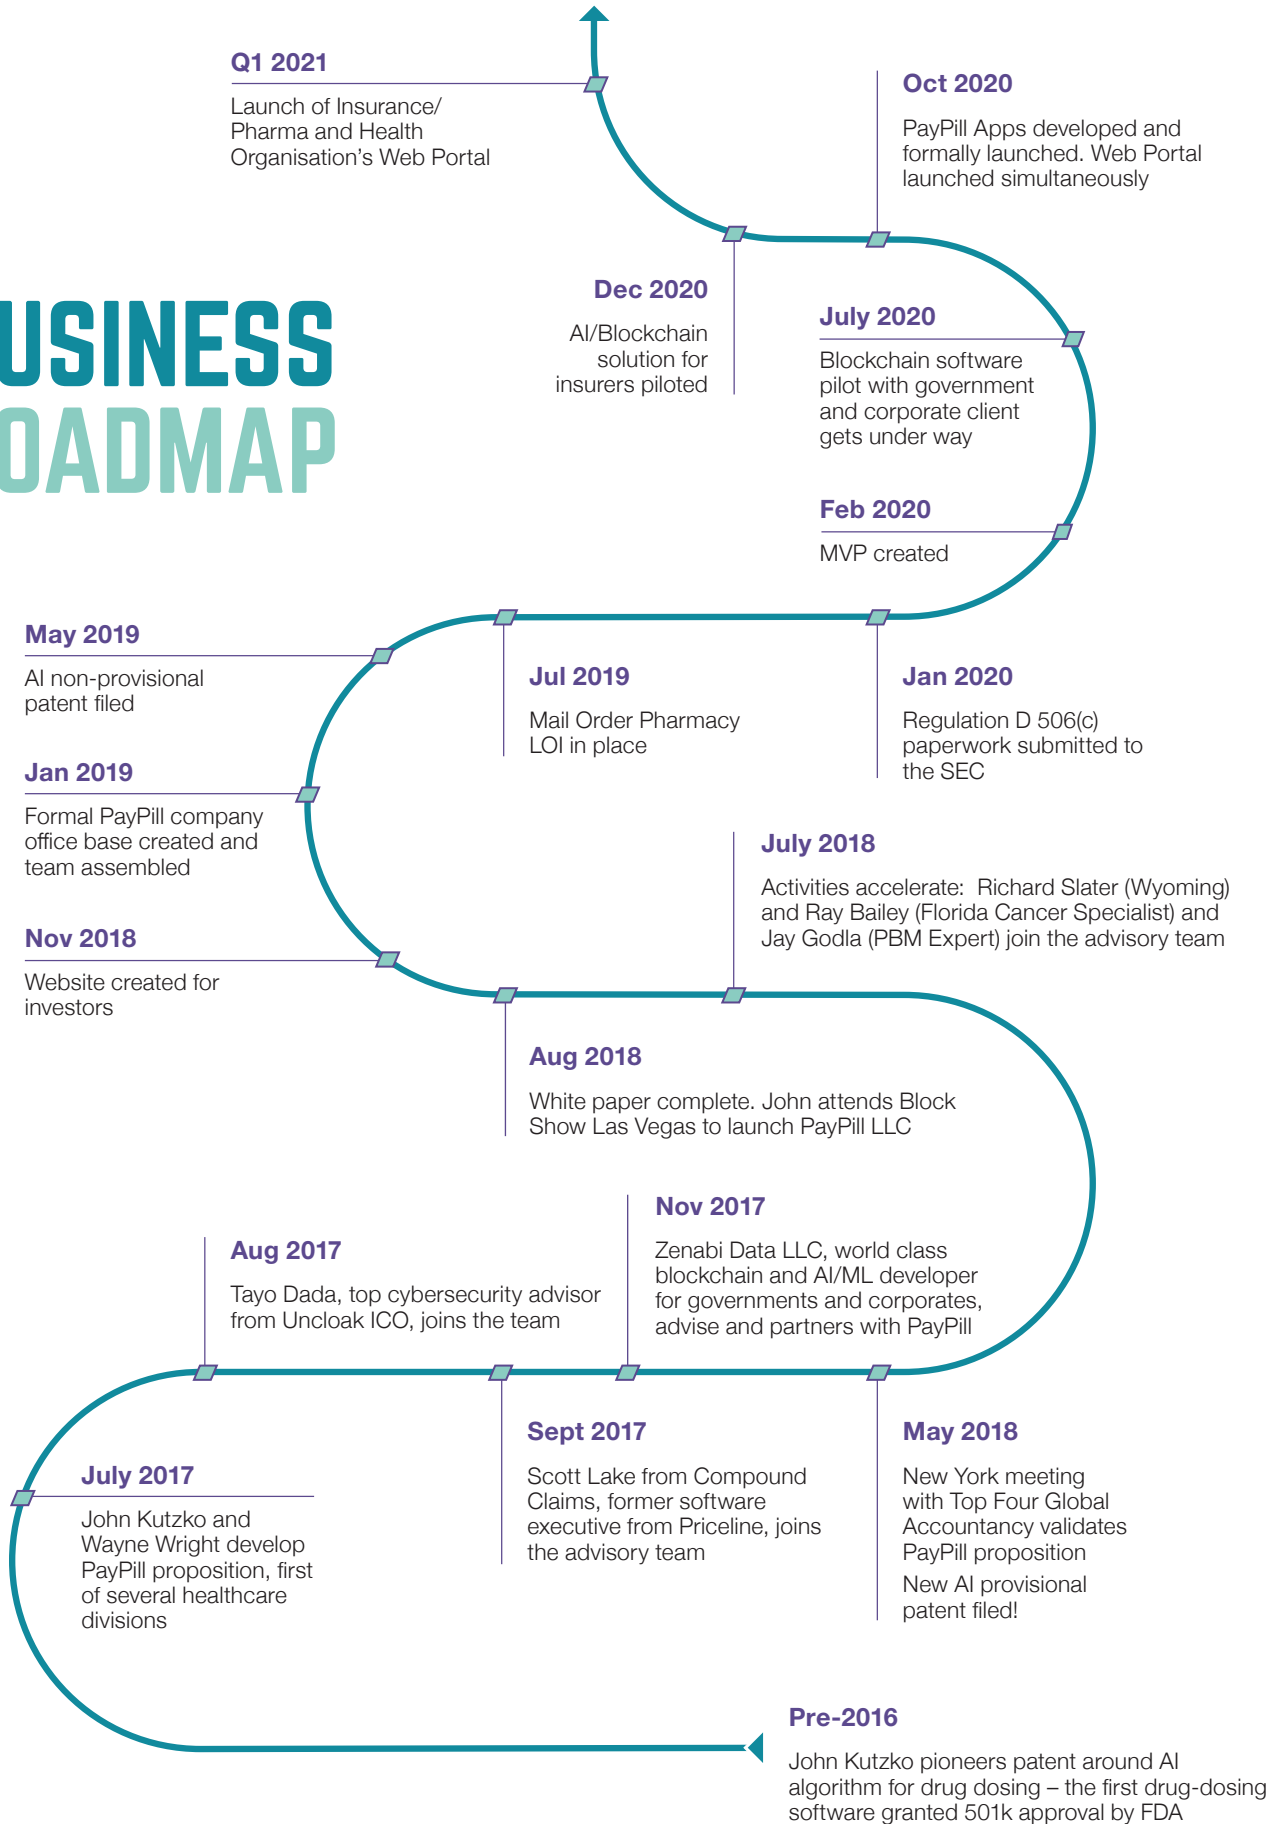 Q1 2021
Launch of Insurance/
Pharma and Health
Organisation's Web Portal
Oct 2020
PayPill Apps developed and
formally launched. Web Portal
launched simultaneously
Dec 2020
AI/Blockchain
solution for
insurers piloted
July 2020
Blockchain software
pilot with government
and corporate client
gets under way
USINESS
OADMAP
Feb 2020
MVP created
May 2019
AI non-provisional
patent filed
Jul 2019
Mail Order Pharmacy
LOI in place
Jan 2020
Regulation D 506(c)
paperwork submitted to
the SEC
Jan 2019
Formal PayPill company
office base created and
team assembled
July 2018
Activities accelerate:  Richard Slater (Wyoming)
and Ray Bailey (Florida Cancer Specialist) and
Jay Godla (PBM Expert) join the advisory team
Nov 2018
Website created for
investors
Aug 2018
White paper complete. John attends Block
Show Las Vegas to launch PayPill LLC
Nov 2017
Zenabi Data LLC, world class
blockchain and AI/ML developer
for governments and corporates,
advise and partners with PayPill
Aug 2017
Tayo Dada, top cybersecurity advisor
from Uncloak ICO, joins the team
Sept 2017
Scott Lake from Compound
Claims, former software
executive from Priceline, joins
the advisory team
May 2018
New York meeting
with Top Four Global
Accountancy validates
PayPill proposition
New AI provisional
patent filed!
July 2017
John Kutzko and
Wayne Wright develop
PayPill proposition, first
of several healthcare
divisions
Pre-2016
John Kutzko pioneers patent around AI
algorithm for drug dosing – the first drug-dosing
software granted 501k approval by FDA